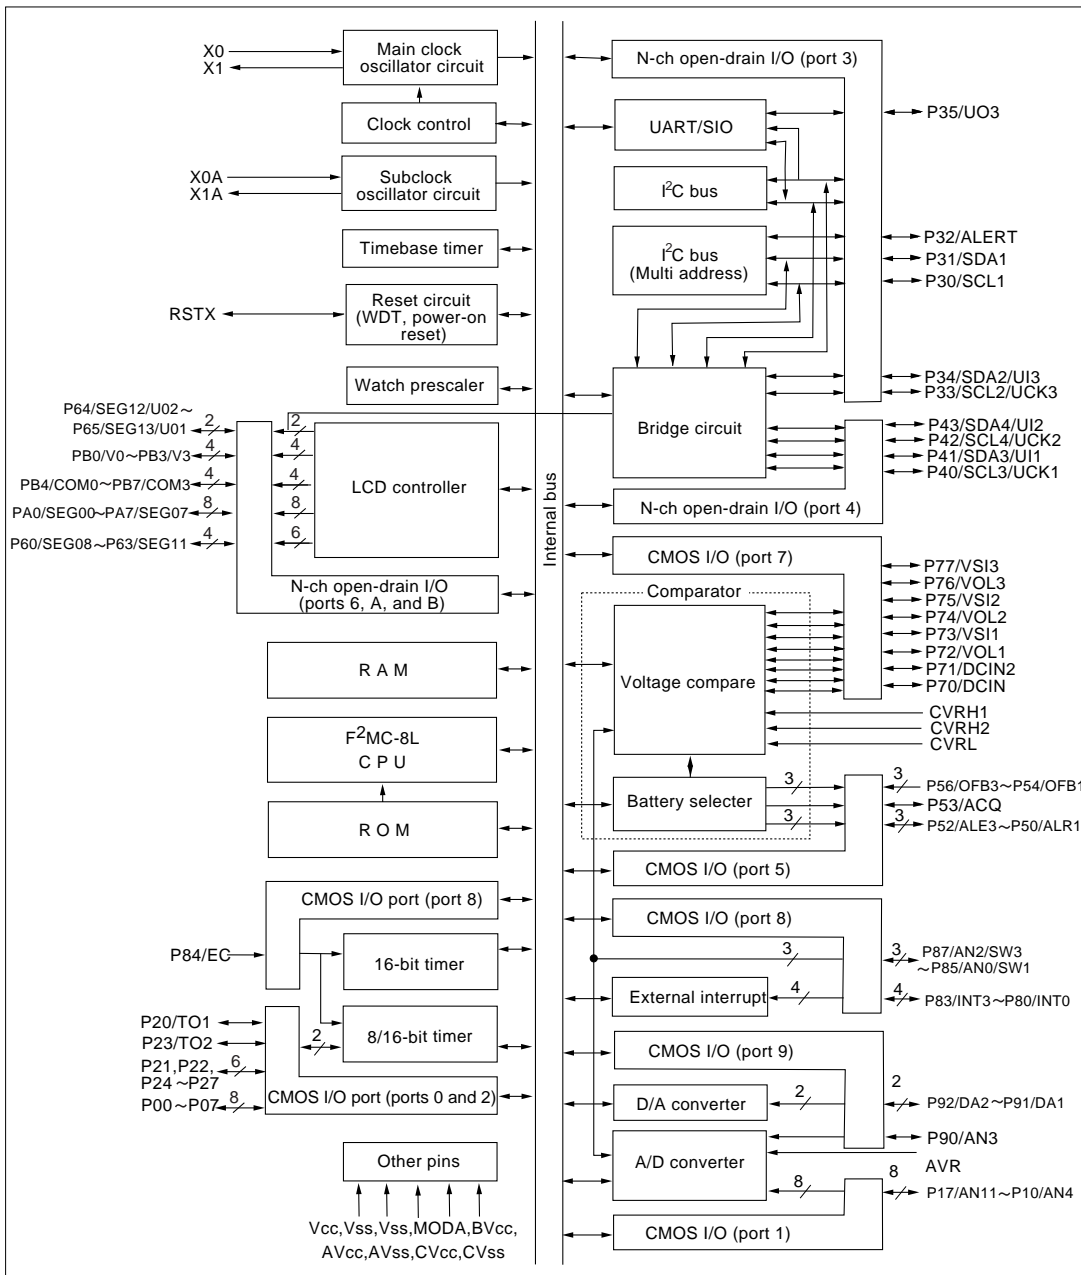 X0
X1
Main clock
oscillator circuit
Clock control
X0A
X1A
Subclock
oscillator circuit
Timebase timer
RSTX
Reset circuit
(WDT, power-on
reset)
Watch prescaler
P64/SEG12/U02~
P65/SEG13/U01
2
2
PB0/V0~PB3/V3
4
4
PB4/COM0~PB7/COM3
4
4
PA0/SEG00~PA7/SEG07
8
8
P60/SEG08~P63/SEG11
4
6
LCD controller
N-ch open-drain I/O
(ports 6, A, and B)
RAM
F2MC-8L
CPU
ROM
CMOS I/O port (port 8)
P84/EC
16-bit timer
P20/TO1
P23/TO2
P21,P22,
P24~P27
6
P00~P07
8
2
8/16-bit timer
CMOS I/O port (ports 0 and 2)
Other pins
Vcc,Vss,Vss,MODA,BVcc,
AVcc,AVss,CVcc,CVss
Internal bus
N-ch open-drain I/O (port 3)
UART/SIO
P35/UO3
I2C bus
I2C bus
(Multi address)
P32/ALERT
P31/SDA1
P30/SCL1
Bridge circuit
P34/SDA2/UI3
P33/SCL2/UCK3
P43/SDA4/UI2
P42/SCL4/UCK2
P41/SDA3/UI1
P40/SCL3/UCK1
N-ch open-drain I/O (port 4)
CMOS I/O (port 7)
Comparator
Voltage compare
P77/VSI3
P76/VOL3
P75/VSI2
P74/VOL2
P73/VSI1
P72/VOL1
P71/DCIN2
P70/DCIN
CVRH1
CVRH2
CVRL
Battery selecter
3
3
3
P56/OFB3~P54/OFB1
P53/ACQ
3
P52/ALE3~P50/ALR1
CMOS I/O (port 5)
CMOS I/O (port 8)
3
3
P87/AN2/SW3
~P85/AN0/SW1
External interrupt
4
4
P83/INT3~P80/INT0
CMOS I/O (port 9)
D/A converter
2
2
P92/DA2~P91/DA1
A/D converter
P90/AN3
AVR
8
8
P17/AN11~P10/AN4
CMOS I/O (port 1)